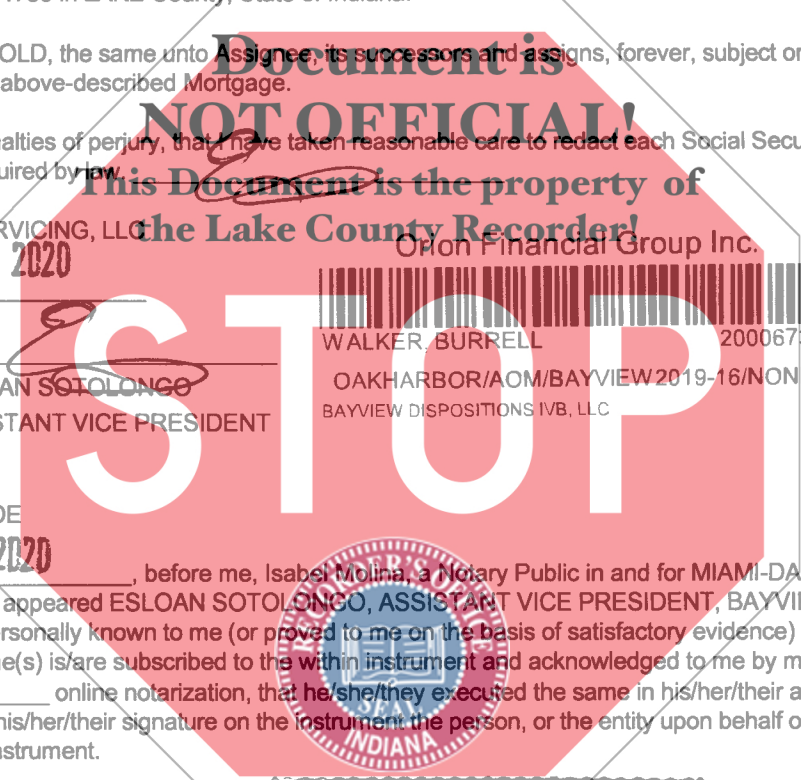 OLD, the same unto Assignee, its successors and assigns, forever, subject
above-described Mortgage.
Document is
NOT OFFICIAL!
alties of perjury, that I have taken reasonable care to redact each Social
by law.
This Document is the property of
the Lake County Recorder!
LLC
2020
Orion Financial Group Inc.
WALKER, BURRELL
OAKHARBOR/AOM/BAYVIEW2019-16/NON
BAYVIEW DISPOSITIONS IVB, LLC
AN SOTOLONGO
STANT VICE PRESIDENT
STOP
DE
2020
, before me, Isabel Molina, a Notary Public in and for MIAMI-DA
appeared ESLOAN SOTOLONGO, ASSISTANT VICE PRESIDENT, BAYVI
ersonally known to me (or proved to me on the basis of satisfactory evidence)
e(s) is/are subscribed to the within instrument and acknowledged to me by
online notarization, that he/she/they executed the same in his/her/their
his/her/their signature on the instrument the person, or the entity upon behalf
strument.
RECORDER'S
SEAL
INDIANA